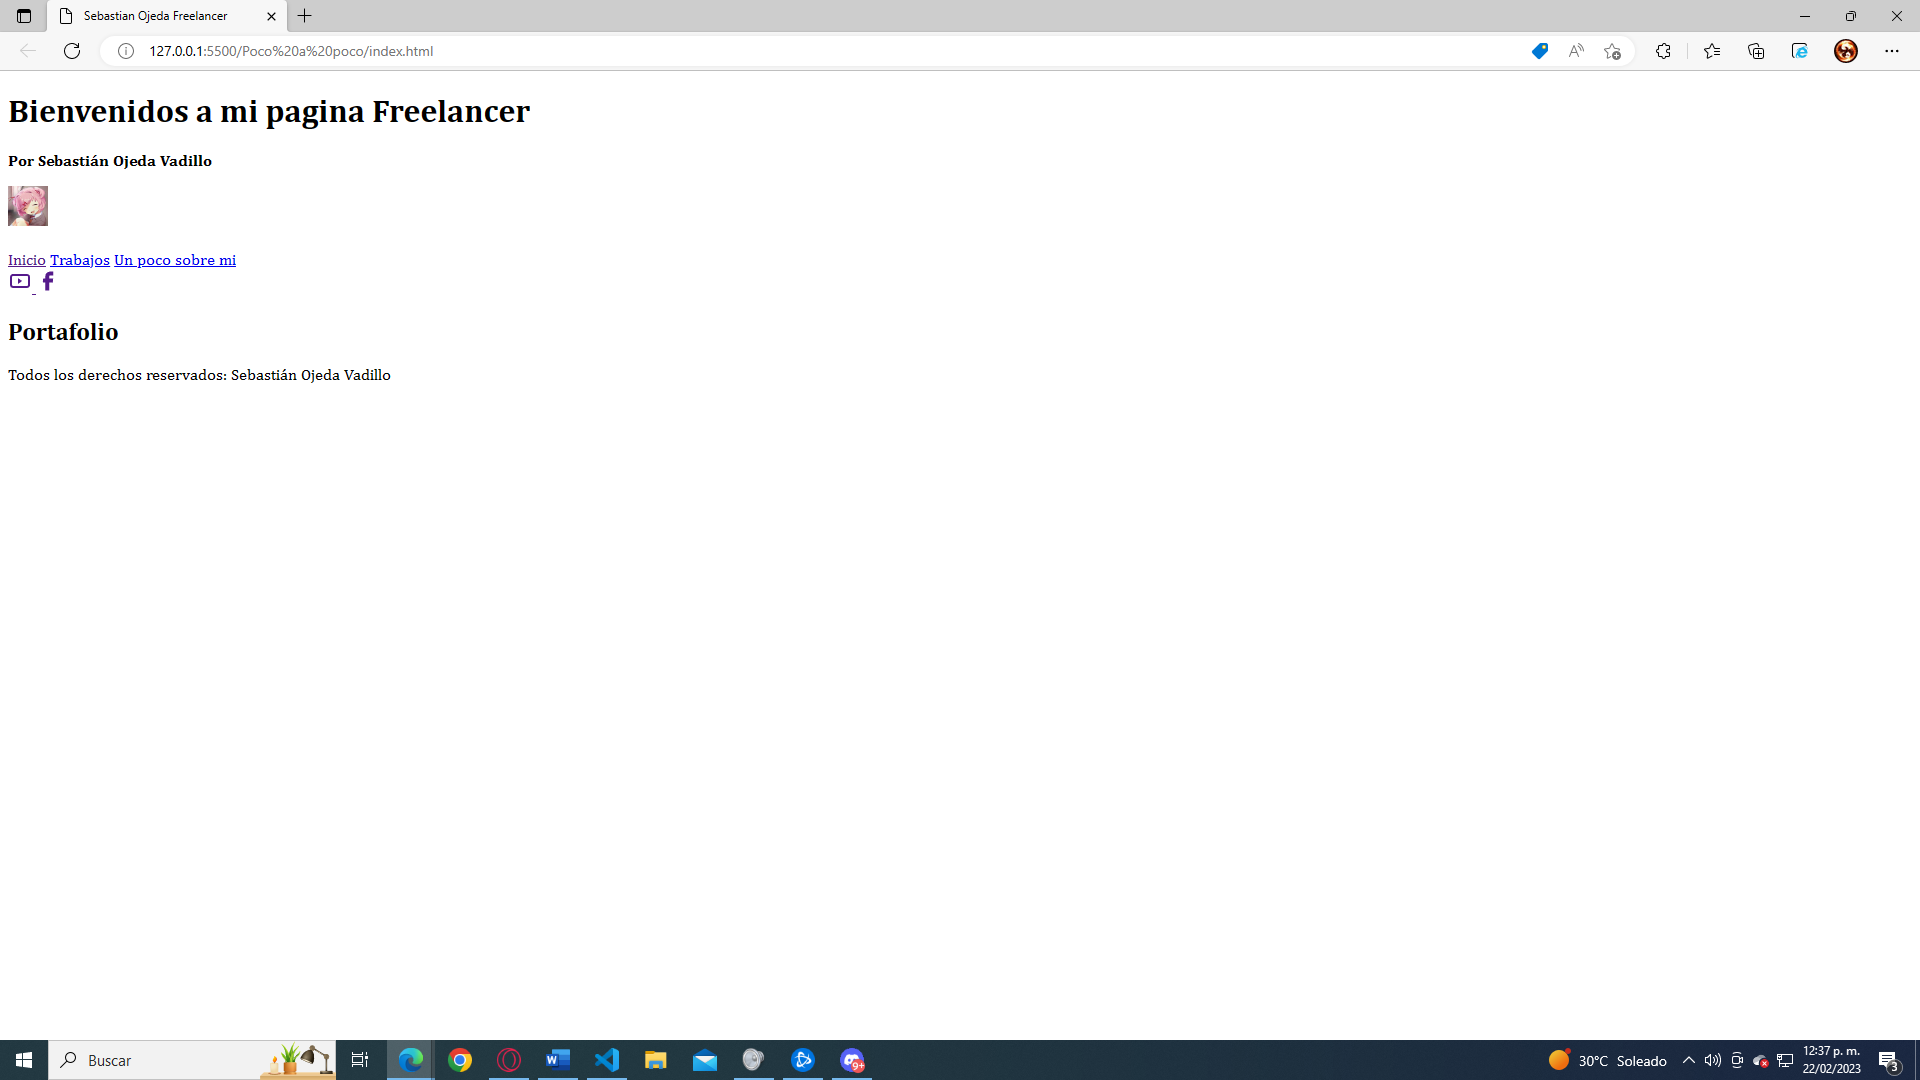 Sebastian Ojeda Freelancer
127.0.0.1:5500/Poco%20a%20poco/index.html
Bienvenidos a mi pagina Freelancer
Por Sebastián Ojeda Vadillo
Inicio Trabajos Un poco sobre mi
Portafolio
Todos los derechos reservados: Sebastián Ojeda Vadillo
Buscar
9+
30°C Soleado
12:37 p. m.
22/02/2023
3